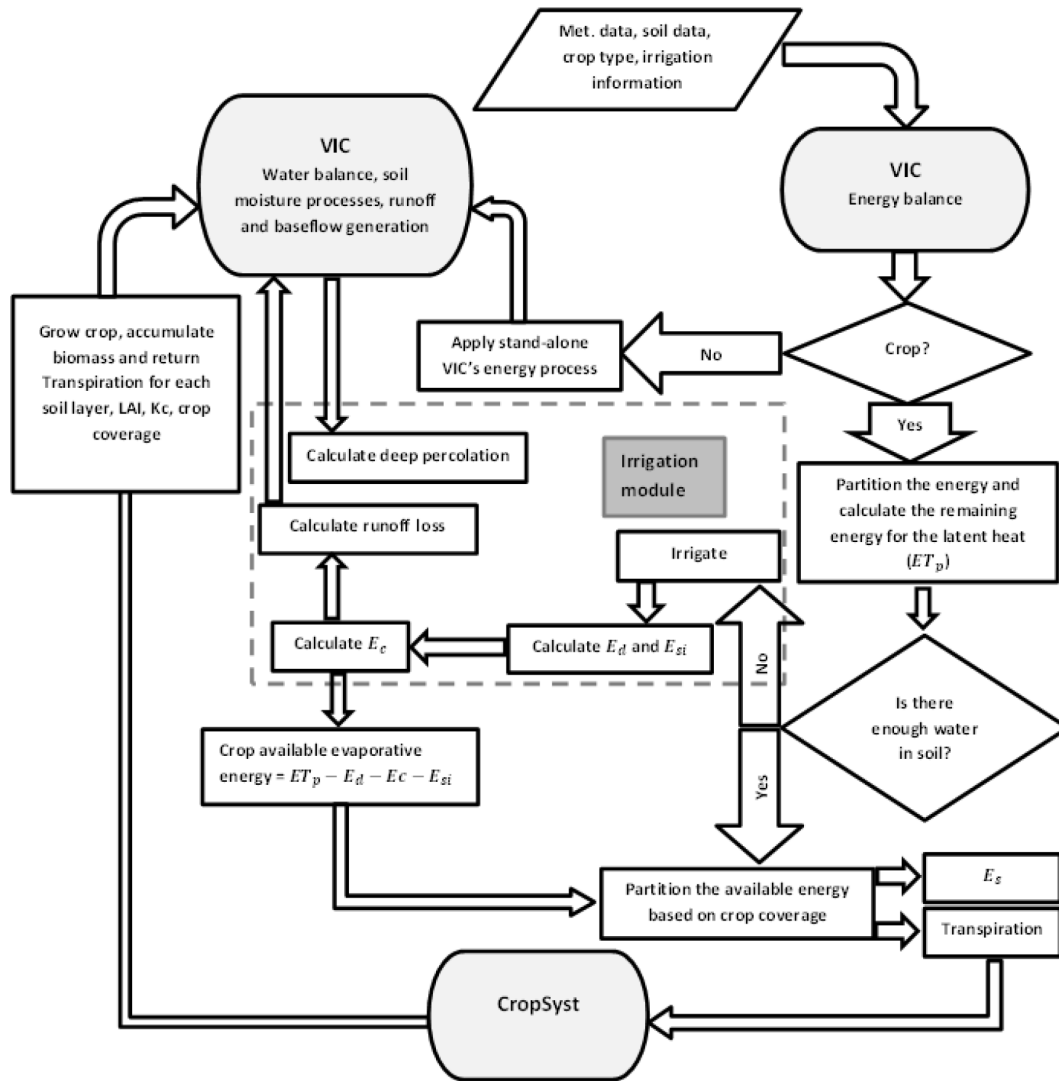 Met. data, soil data,
crop type, irrigation
information
VIC
Water balance, soil
moisture processes, runoff
and baseflow generation
VIC
Energy balance
Grow crop, accumulate
biomass and return
Transpiration for each
soil layer, LAI, Kc, crop
coverage
Apply stand-alone
VIC's energy process
No
Crop?
Yes
Calculate deep percolation
Irrigation
module
Partition the energy and
calculate the remaining
energy for the latent heat
(ETₚ)
Calculate runoff loss
Irrigate
Calculate E_c
Calculate E_d and E_si
No
Is there
enough water
in soil?
Crop available evaporative
energy = ETₚ − E_d − Ec − E_si
Yes
Partition the available energy
based on crop coverage
E_s
Transpiration
CropSyst